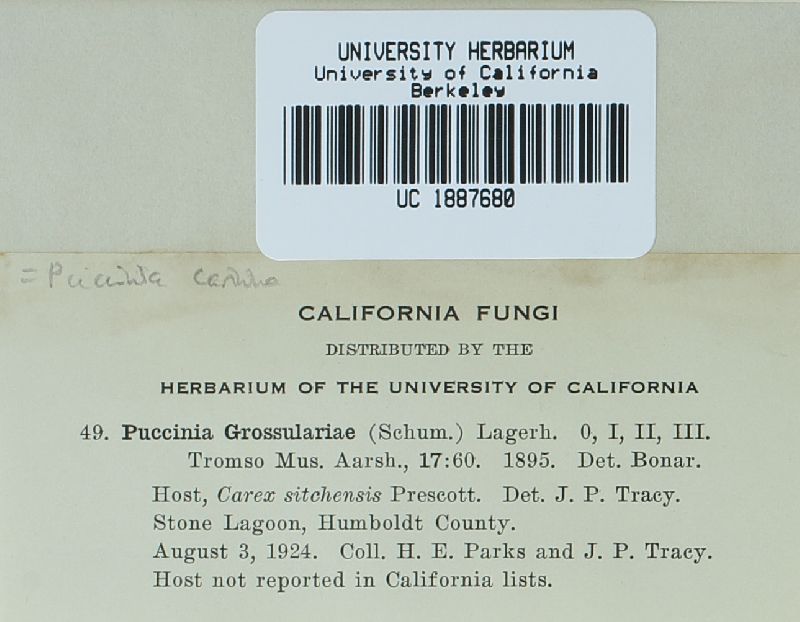 UNIVERSITY HERBARIUM
University of California
Berkeley
UC 1887680
= Puccinia
CALIFORNIA FUNGI
DISTRIBUTED BY THE
HERBARIUM OF THE UNIVERSITY OF CALIFORNIA
49. Puccinia Grossulariae (Schum.) Lagerh. 0, I, II, III.
Tromso Mus. Aarsh., 17:60. 1895. Det. Bonar.
Host, Carex sitchensis Prescott. Det. J. P. Tracy.
Stone Lagoon, Humboldt County.
August 3, 1924. Coll. H. E. Parks and J. P. Tracy.
Host not reported in California lists.